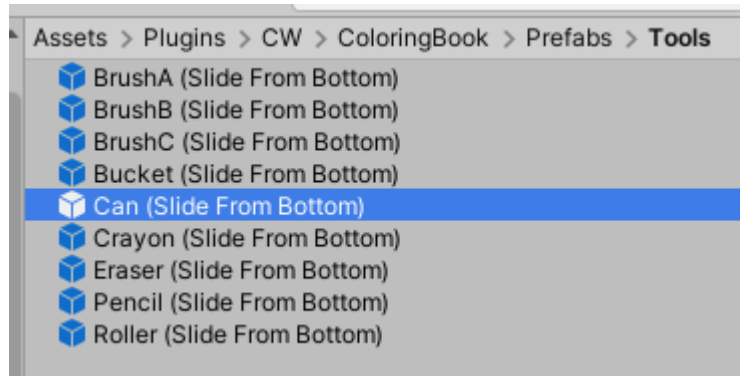 Assets > Plugins > CW > ColoringBook > Prefabs > Tools
BrushA (Slide From Bottom)
BrushB (Slide From Bottom)
BrushC (Slide From Bottom)
Bucket (Slide From Bottom)
Can (Slide From Bottom)
Crayon (Slide From Bottom)
Eraser (Slide From Bottom)
Pencil (Slide From Bottom)
Roller (Slide From Bottom)